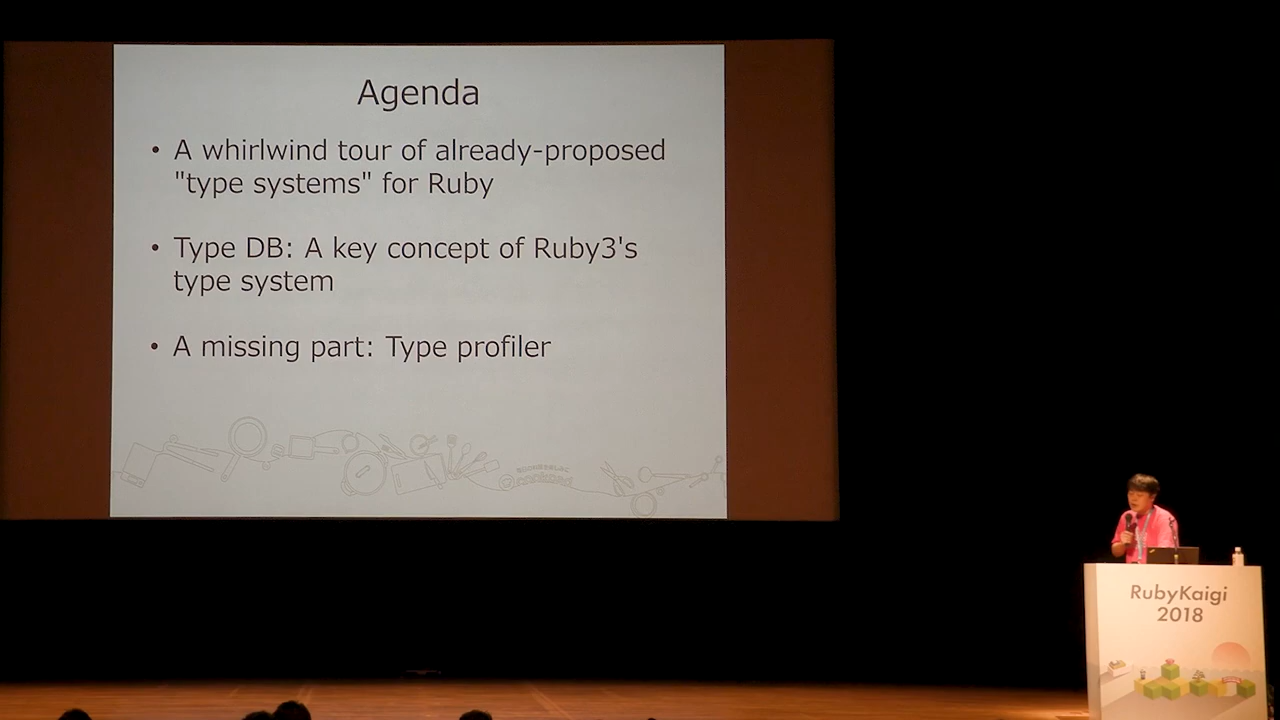 Agenda
• A whirlwind tour of already-proposed
"type systems" for Ruby
• Type DB: A key concept of Ruby3's
type system
• A missing part: Type profiler
cookpad
RubyKaigi
2018